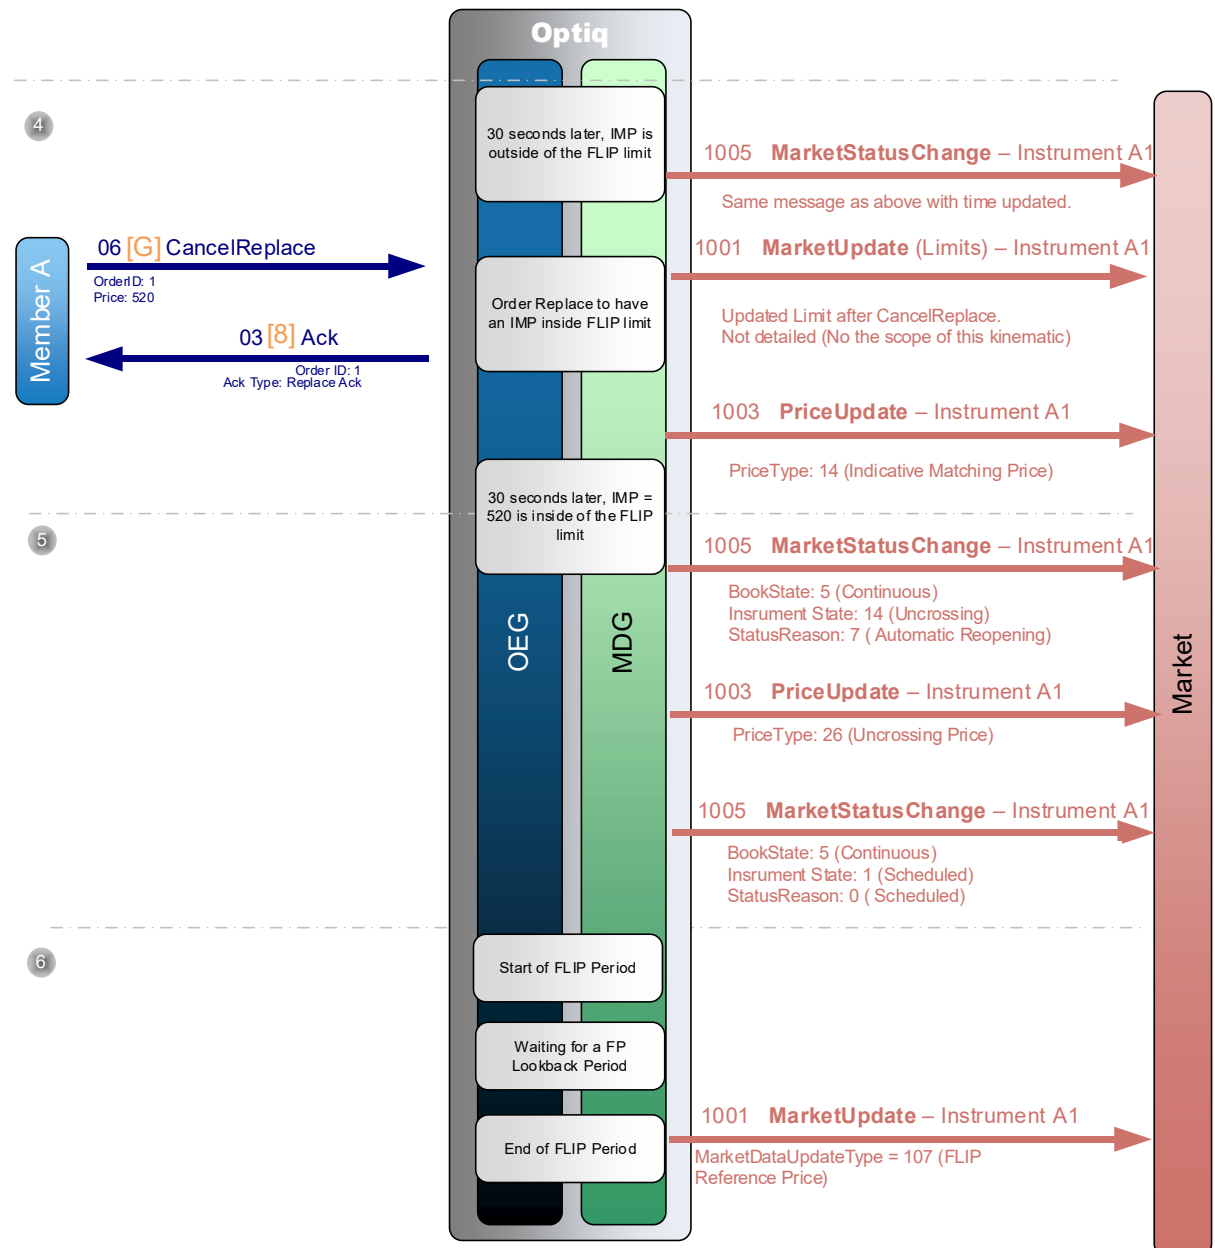 Optiq
4
30 seconds later, IMP is
outside of the FLIP limit
1005 MarketStatusChange – Instrument A1
Same message as above with time updated.
Member A
06 [G] CancelReplace
OrderID: 1
Price: 520
03 [8] Ack
Order ID: 1
Ack Type: Replace Ack
Order Replace to have
an IMP inside FLIP limit
1001 MarketUpdate (Limits) – Instrument A1
Updated Limit after CancelReplace.
Not detailed (No the scope of this kinematic)
1003 PriceUpdate – Instrument A1
PriceType: 14 (Indicative Matching Price)
30 seconds later, IMP =
520 is inside of the FLIP
limit
5
1005 MarketStatusChange – Instrument A1
BookState: 5 (Continuous)
Insrument State: 14 (Uncrossing)
StatusReason: 7 ( Automatic Reopening)
OEG
MDG
Market
1003 PriceUpdate – Instrument A1
PriceType: 26 (Uncrossing Price)
1005 MarketStatusChange – Instrument A1
BookState: 5 (Continuous)
Insrument State: 1 (Scheduled)
StatusReason: 0 ( Scheduled)
6
Start of FLIP Period
Waiting for a FP
Lookback Period
End of FLIP Period
1001 MarketUpdate – Instrument A1
MarketDataUpdateType = 107 (FLIP
Reference Price)